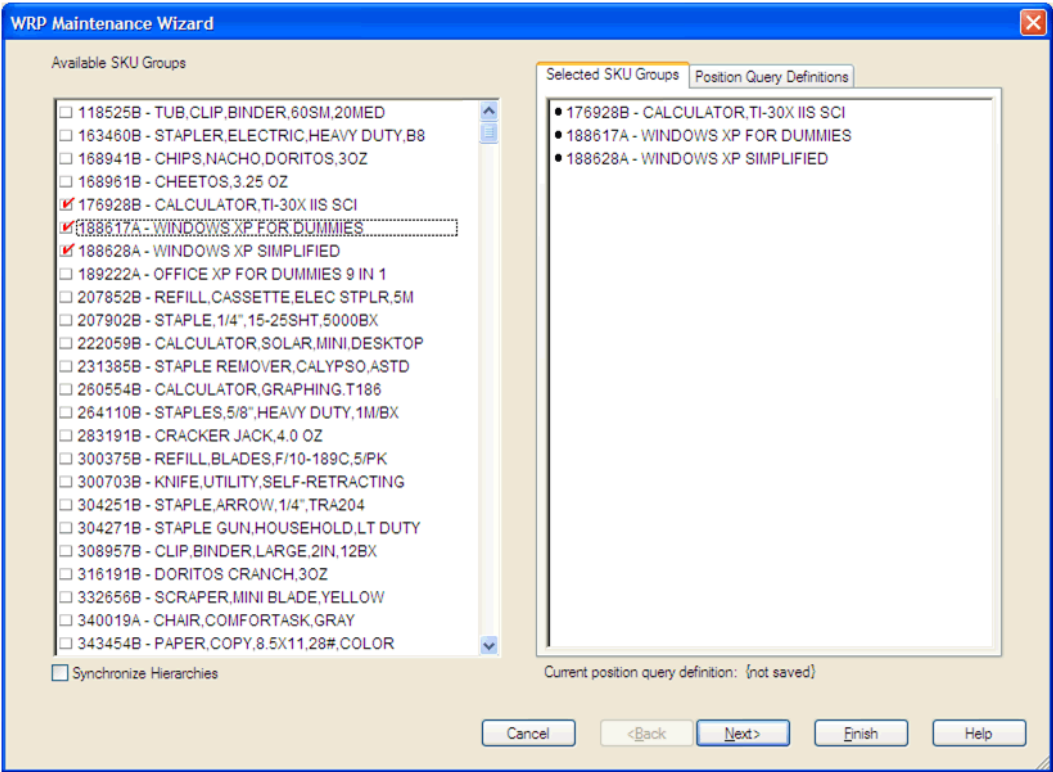 WRP Maintenance Wizard
Available SKU Groups
118525B - TUB,CLIP,BINDER,60SM,20MED
163460B - STAPLER,ELECTRIC,HEAVY DUTY,B8
168941B - CHIPS,NACHO,DORITOS,3OZ
168961B - CHEETOS,3.25 OZ
176928B - CALCULATOR,TI-30X IIS SCI
188617A - WINDOWS XP FOR DUMMIES
188628A - WINDOWS XP SIMPLIFIED
189222A - OFFICE XP FOR DUMMIES 9 IN 1
207852B - REFILL,CASSETTE,ELEC STPLR,5M
207902B - STAPLE,1/4",15-25SHT,5000BX
222059B - CALCULATOR,SOLAR,MINI,DESKTOP
231385B - STAPLE REMOVER,CALYPSO,ASTD
260554B - CALCULATOR,GRAPHING.T186
264110B - STAPLES,5/8",HEAVY DUTY,1M/BX
283191B - CRACKER JACK,4.0 OZ
300375B - REFILL,BLADES,F/10-189C,5/PK
300703B - KNIFE,UTILITY,SELF-RETRACTING
304251B - STAPLE,ARROW,1/4",TRA204
304271B - STAPLE GUN,HOUSEHOLD,LT DUTY
308957B - CLIP,BINDER,LARGE,2IN,12BX
316191B - DORITOS CRANCH,3OZ
332656B - SCRAPER,MINI BLADE,YELLOW
340019A - CHAIR,COMFORTASK,GRAY
343454B - PAPER,COPY,8.5X11,28#,COLOR
Synchronize Hierarchies
Selected SKU Groups Position Query Definitions
• 176928B - CALCULATOR,TI-30X IIS SCI
• 188617A - WINDOWS XP FOR DUMMIES
• 188628A - WINDOWS XP SIMPLIFIED
Current position query definition: {not saved}
Cancel <Back Next> Finish Help